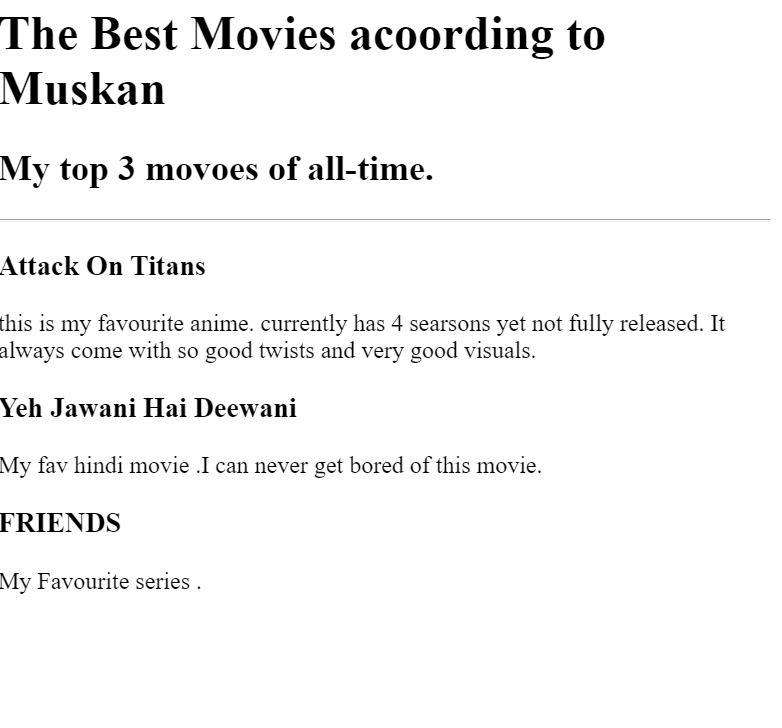 The Best Movies acoording to
Muskan
My top 3 movoes of all-time.
Attack On Titans
this is my favourite anime. currently has 4 searsons yet not fully released. It
always come with so good twists and very good visuals.
Yeh Jawani Hai Deewani
My fav hindi movie .I can never get bored of this movie.
FRIENDS
My Favourite series .